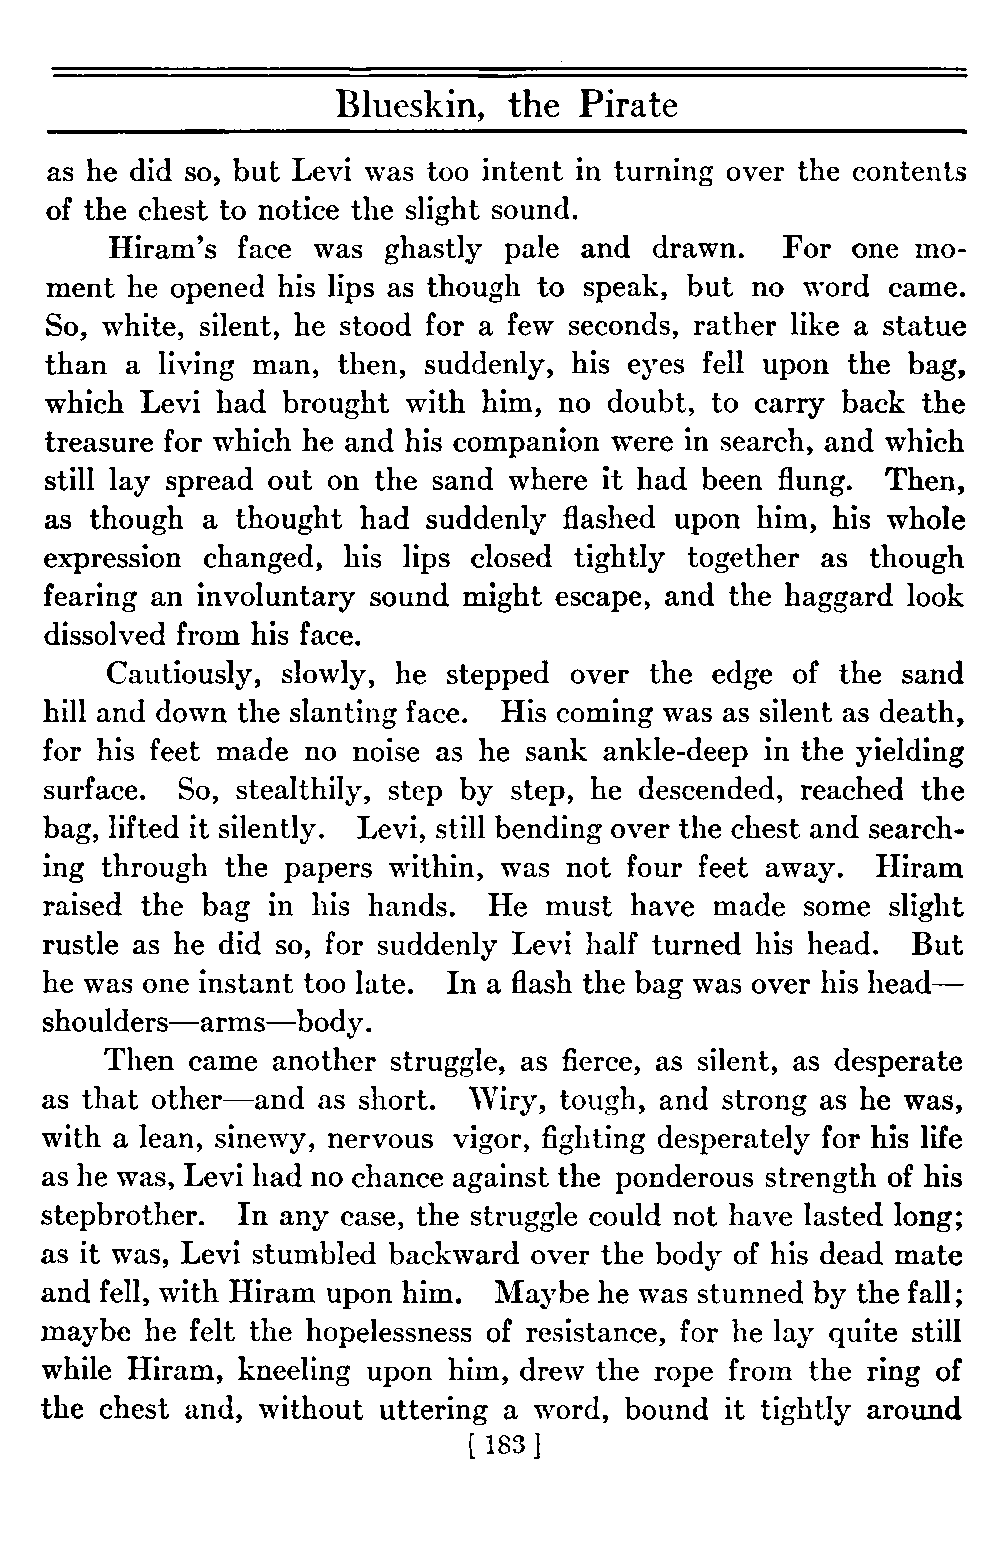 Blueskin, the Pirate
as he did so, but Levi was too intent in turning over the contents
of the chest to notice the slight sound.
Hiram's face was ghastly pale and drawn. For one mo-
ment he opened his lips as though to speak, but no word came.
So, white, silent, he stood for a few seconds, rather like a statue
than a living man, then, suddenly, his eyes fell upon the bag,
which Levi had brought with him, no doubt, to carry back the
treasure for which he and his companion were in search, and which
still lay spread out on the sand where it had been flung. Then,
as though a thought had suddenly flashed upon him, his whole
expression changed, his lips closed tightly together as though
fearing an involuntary sound might escape, and the haggard look
dissolved from his face.
Cautiously, slowly, he stepped over the edge of the sand
hill and down the slanting face. His coming was as silent as death,
for his feet made no noise as he sank ankle-deep in the yielding
surface. So, stealthily, step by step, he descended, reached the
bag, lifted it silently. Levi, still bending over the chest and search-
ing through the papers within, was not four feet away. Hiram
raised the bag in his hands. He must have made some slight
rustle as he did so, for suddenly Levi half turned his head. But
he was one instant too late. In a flash the bag was over his head—
shoulders—arms—body.
Then came another struggle, as fierce, as silent, as desperate
as that other—and as short. Wiry, tough, and strong as he was,
with a lean, sinewy, nervous vigor, fighting desperately for his life
as he was, Levi had no chance against the ponderous strength of his
stepbrother. In any case, the struggle could not have lasted long;
as it was, Levi stumbled backward over the body of his dead mate
and fell, with Hiram upon him. Maybe he was stunned by the fall;
maybe he felt the hopelessness of resistance, for he lay quite still
while Hiram, kneeling upon him, drew the rope from the ring of
the chest and, without uttering a word, bound it tightly around
[ 183 ]